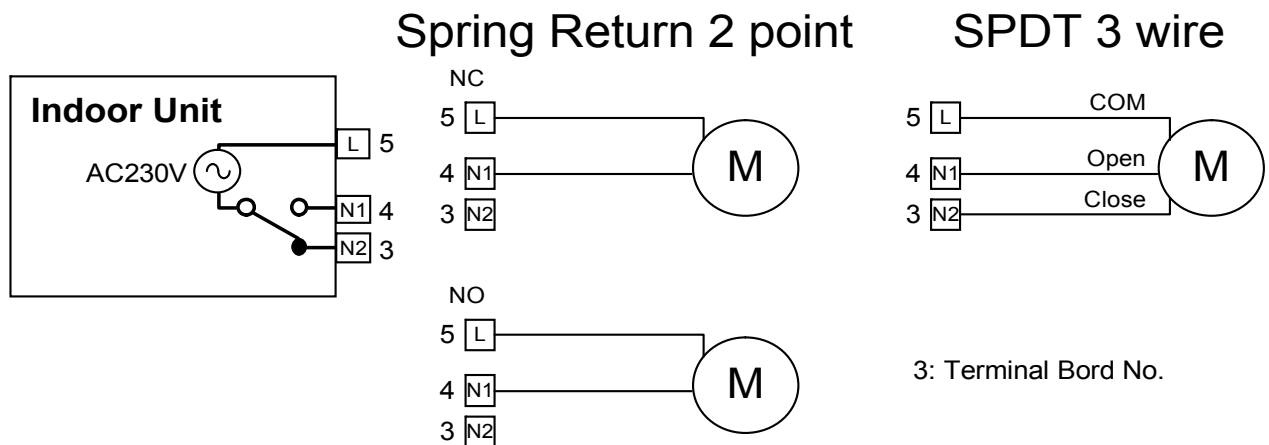 Spring Return 2 point
SPDT 3 wire
Indoor Unit
AC230V
L 5
N1 4
N2 3
NC
5 L
4 N1
3 N2
M
NO
5 L
4 N1
3 N2
M
5 L COM
4 N1 Open
3 N2 Close
M
3: Terminal Bord No.